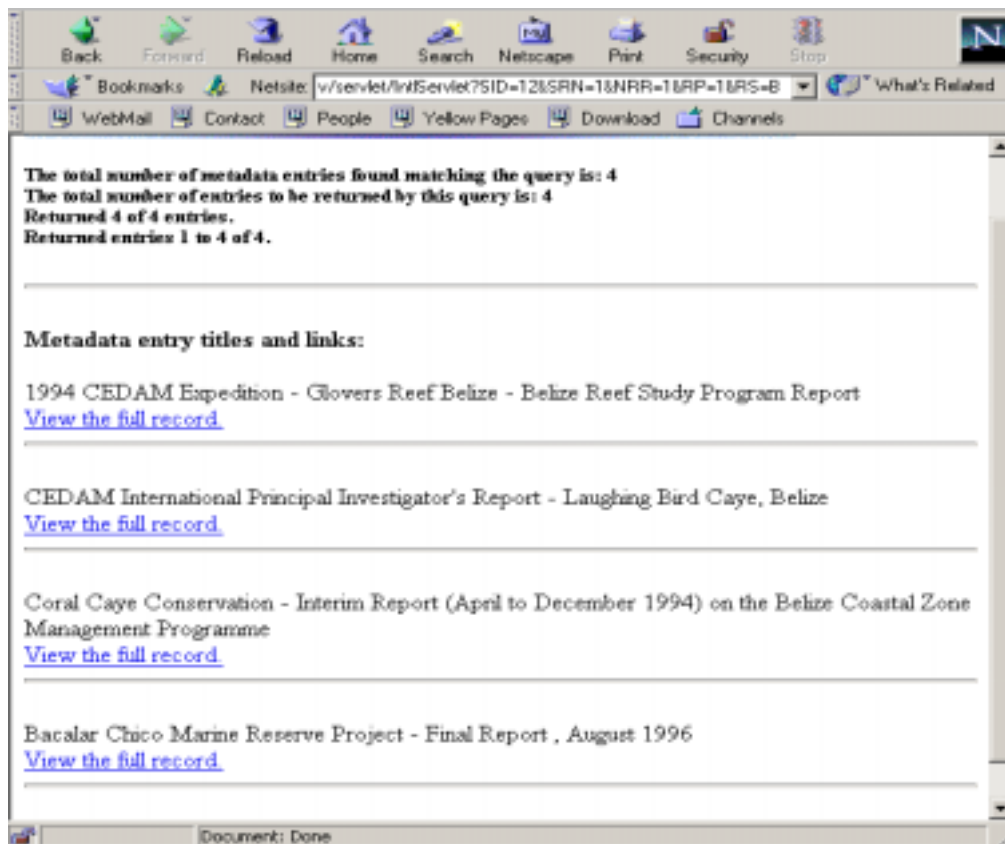 Back Forward Reload Home Search Netscape Print Security Stop
My
N
Bookmarks Netsite: v/servlet/IntfServlet?SID=12&SRN=1&NRR=1&RP=1&RS=B What's Related
WebMail Contact People Yellow Pages Download Channels
The total number of metadata entries found matching the query is: 4
The total number of entries to be returned by this query is: 4
Returned 4 of 4 entries.
Returned entries 1 to 4 of 4.
Metadata entry titles and links:
1994 CEDAM Expedition - Glovers Reef Belize - Belize Reef Study Program Report
View the full record.
CEDAM International Principal Investigator's Report - Laughing Bird Caye, Belize
View the full record.
Coral Caye Conservation - Interim Report (April to December 1994) on the Belize Coastal Zone
Management Programme
View the full record.
Bacalar Chico Marine Reserve Project - Final Report , August 1996
View the full record.
Document: Done